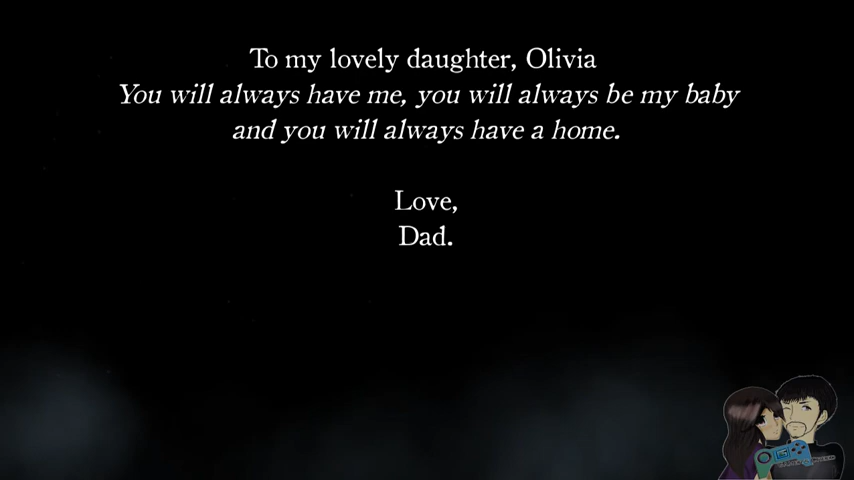 To my lovely daughter, Olivia
You will always have me, you will always be my baby
and you will always have a home.
Love,
Dad.